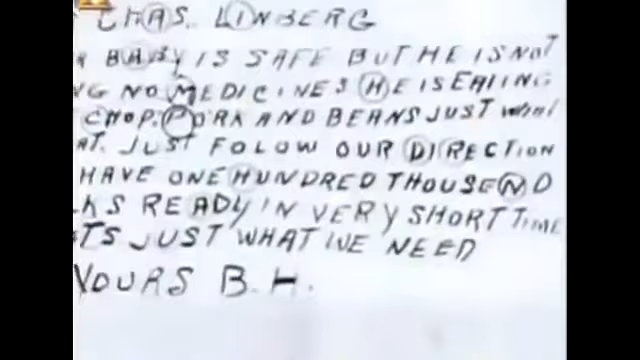 CHAS. LINBERG
BABY IS SAFE BUT HE IS NOT
NG NO MEDICINES HE IS EATING
CHOP. PORK AND BEANS JUST WHAT
AT. JUST FOLOW OUR DIRECTION
HAVE ONE HUNDRED THOUSEND
KS READY IN VERY SHORT TIME
TS JUST WHAT WE NEED
YOURS B.H.